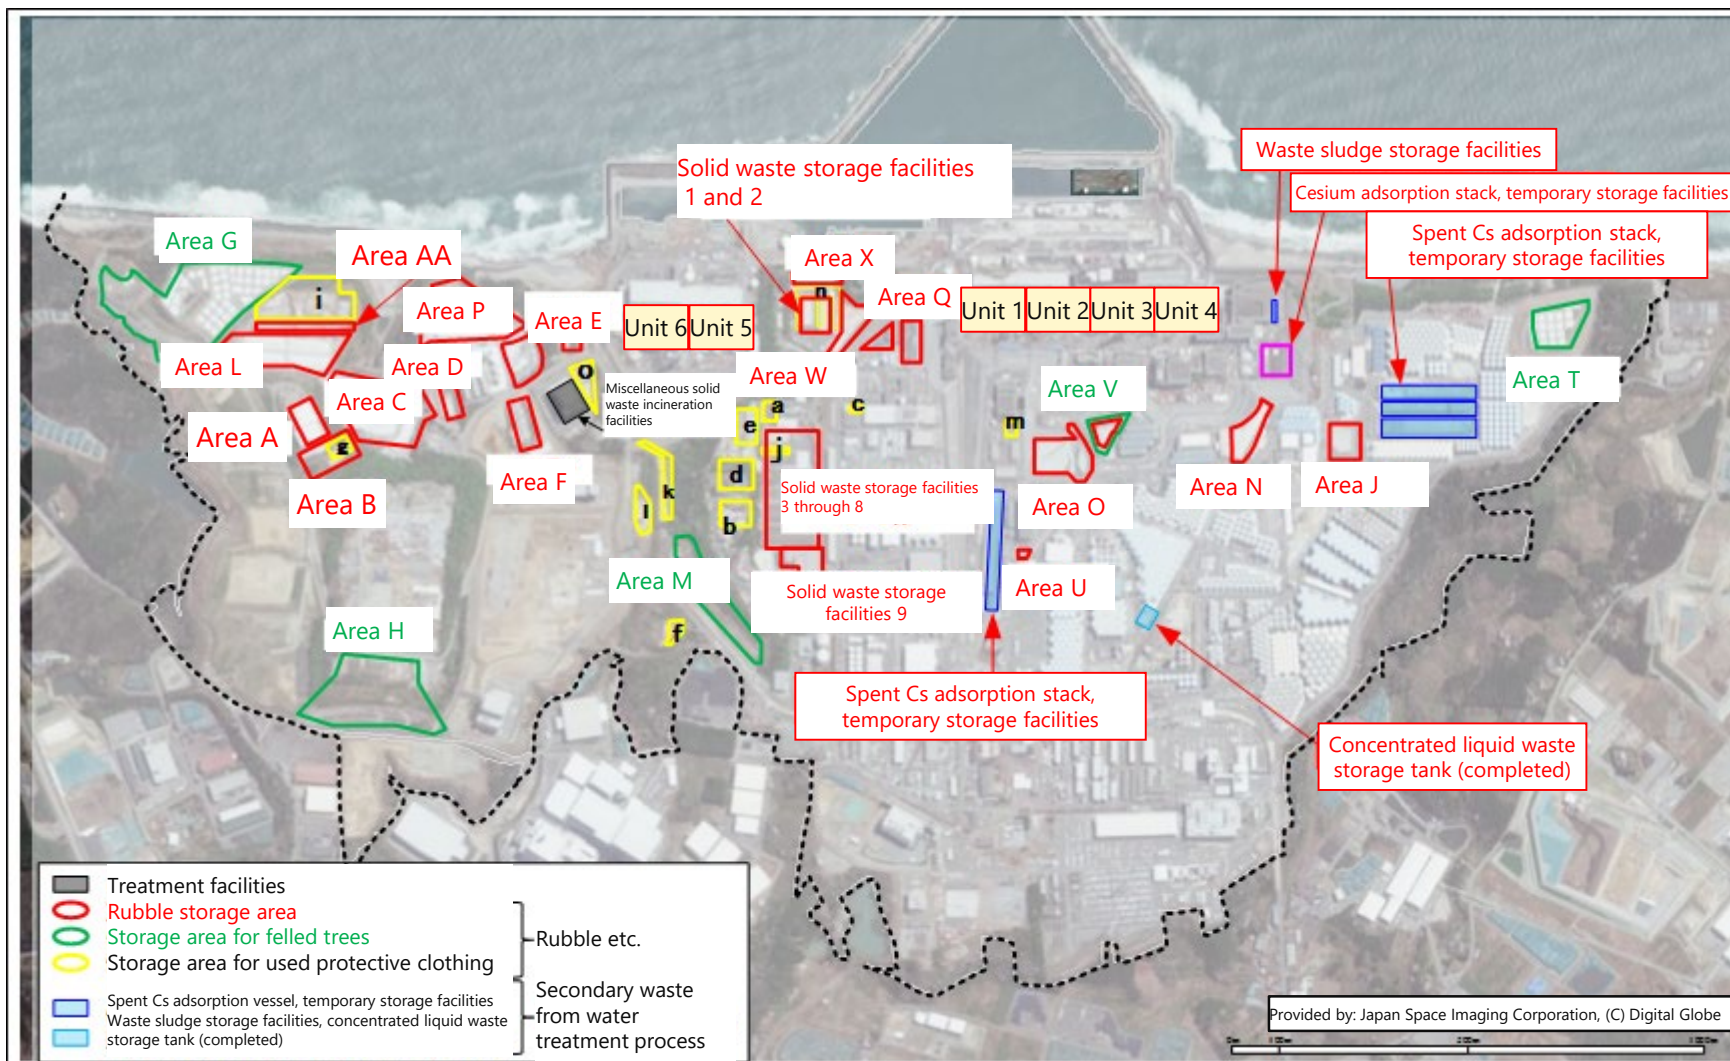 Waste sludge storage facilities
Solid waste storage facilities
1 and 2
Cesium adsorption stack, temporary storage facilities
Spent Cs adsorption stack,
temporary storage facilities
Area G
Area AA
Area X
i
n
Area P
Area E
Area Q
Unit 6
Unit 5
Unit 1
Unit 2
Unit 3
Unit 4
Area L
Area D
o
Area W
Area T
Miscellaneous solid
waste incineration
facilities
Area C
a
c
Area V
Area A
g
e
m
j
Area B
Area F
d
k
l
b
Solid waste storage facilities
3 through 8
Area O
Area N
Area J
Area M
Solid waste storage
facilities 9
Area U
Area H
f
Spent Cs adsorption stack,
temporary storage facilities
Concentrated liquid waste
storage tank (completed)
Treatment facilities
Rubble storage area
Storage area for felled trees
Storage area for used protective clothing
Rubble etc.
Spent Cs adsorption vessel, temporary storage facilities
Waste sludge storage facilities, concentrated liquid waste
storage tank (completed)
Secondary waste
from water
treatment process
Provided by: Japan Space Imaging Corporation, (C) Digital Globe